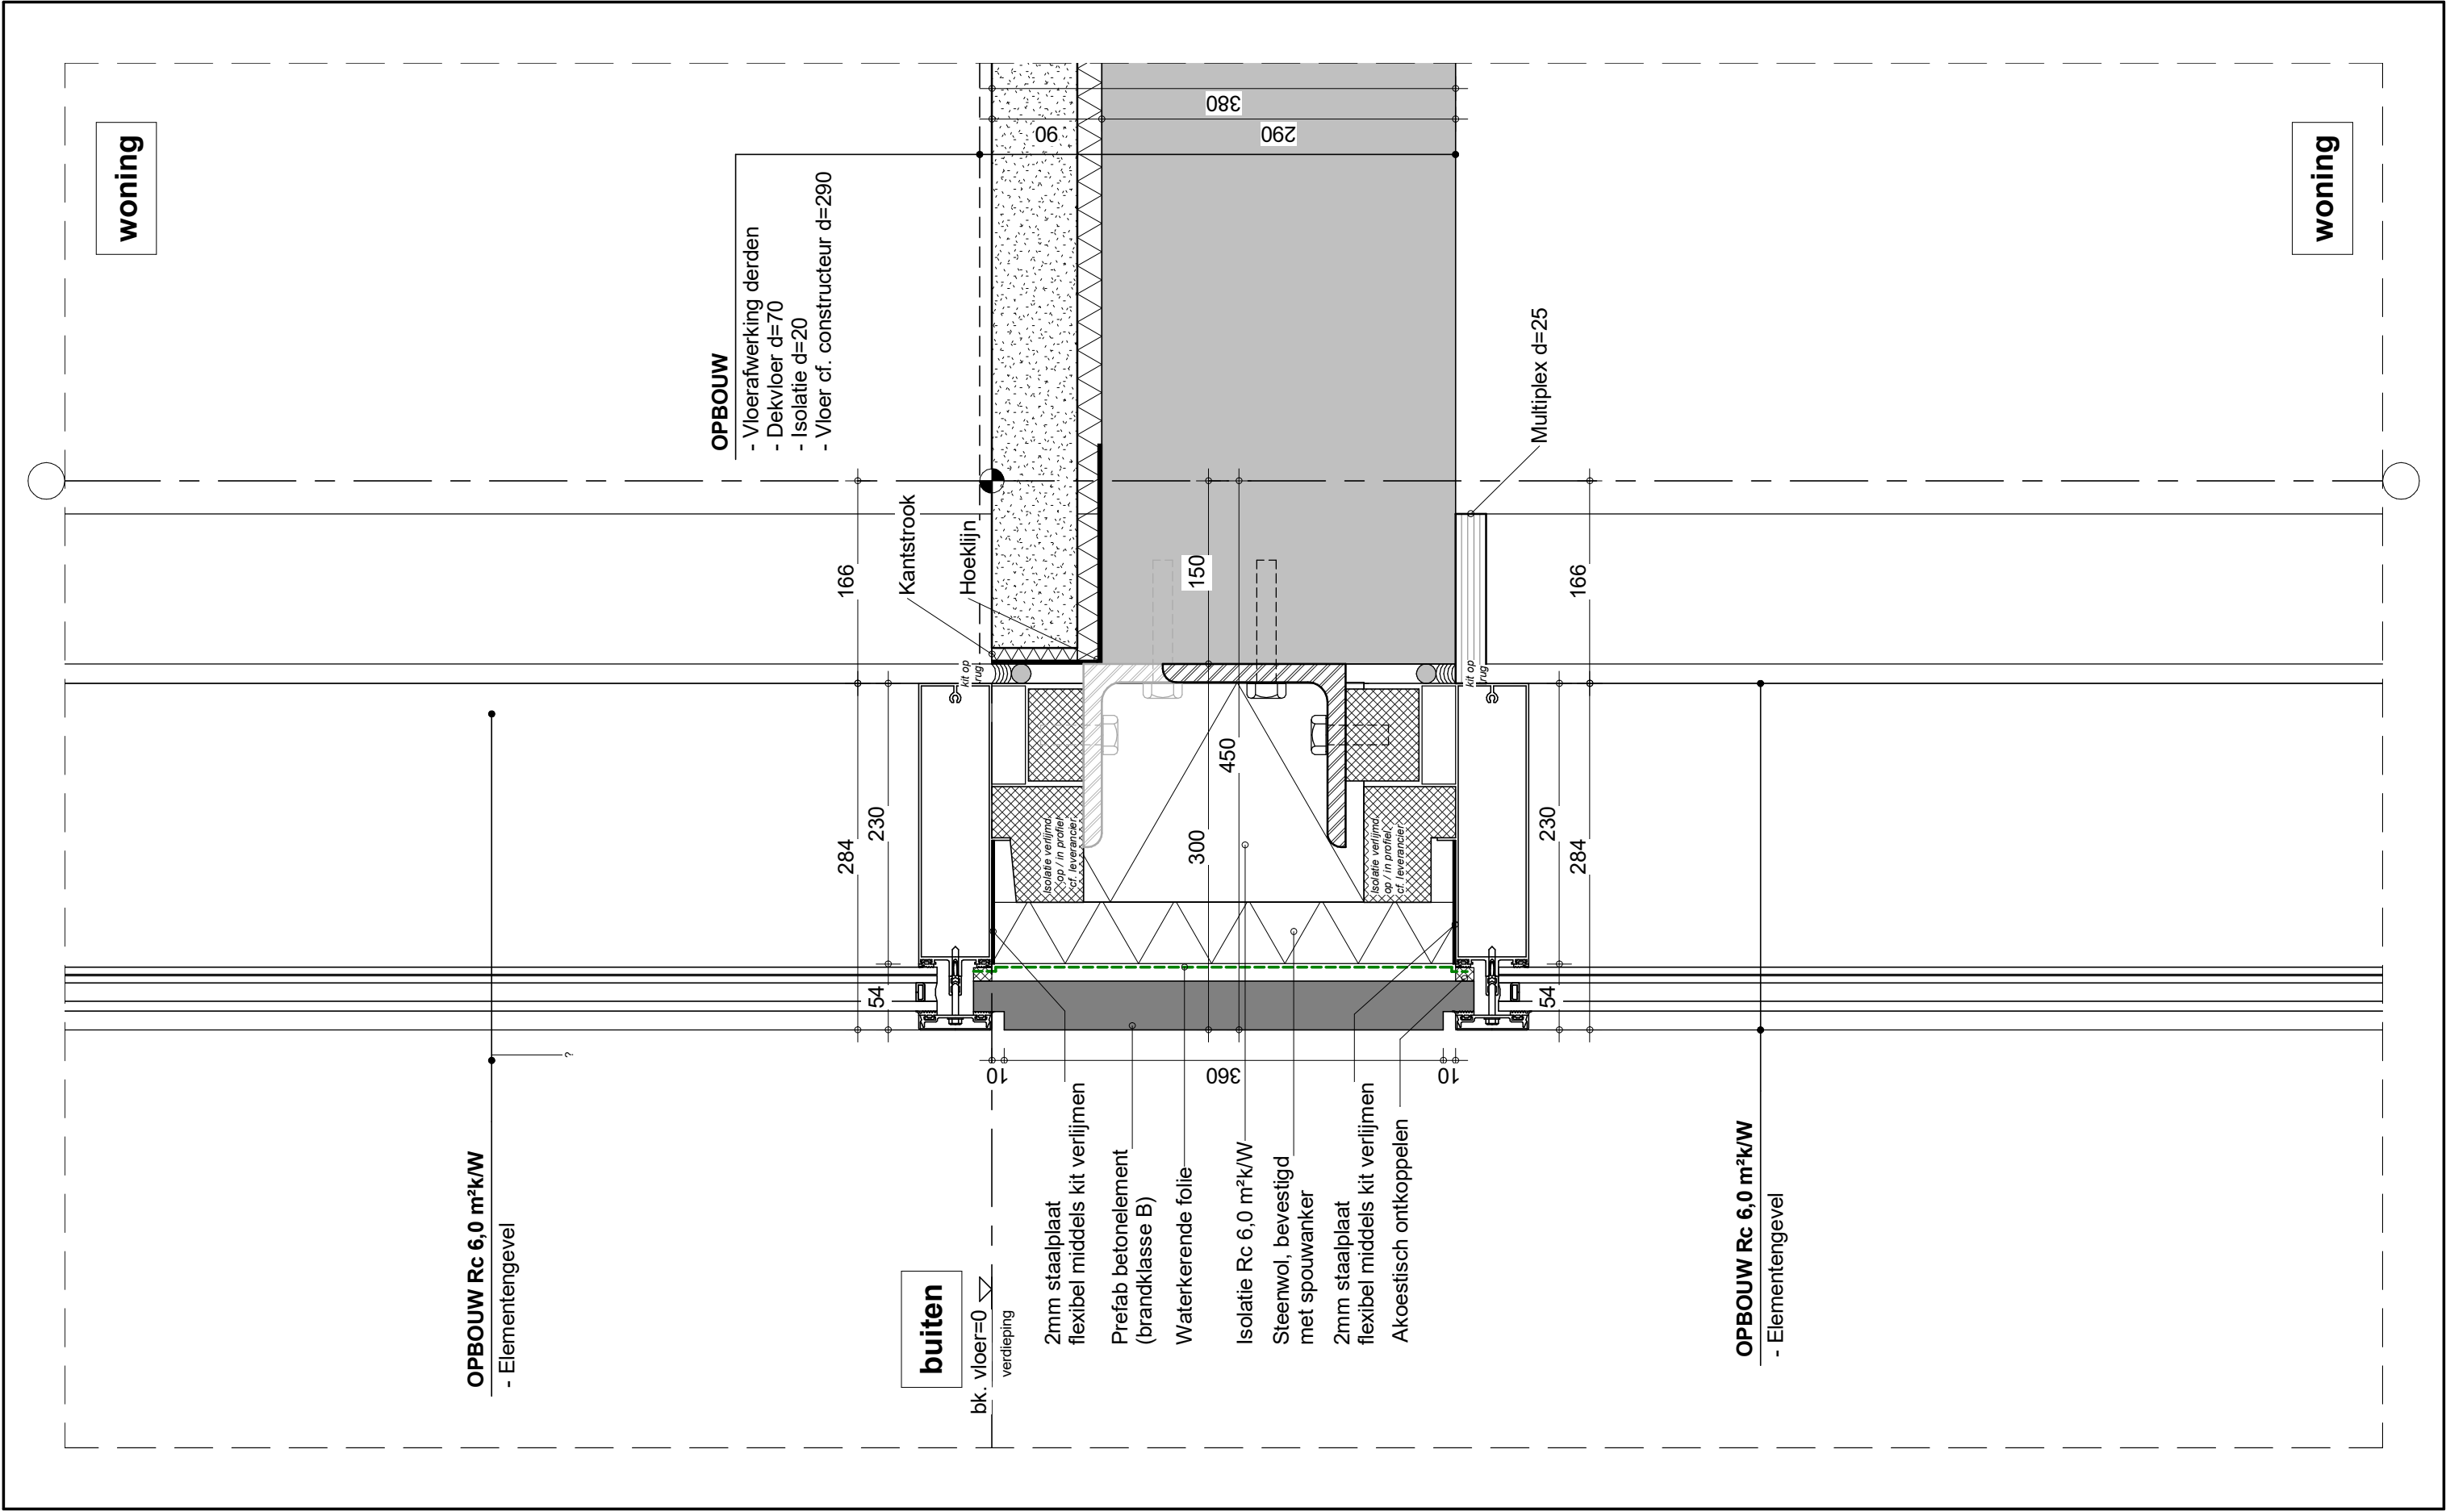 woning
OPBOUW
- Vloerafwerking derden
- Dekvloer d=70
- Isolatie d=20
- Vloer cf. constructeur d=290
380
90
290
woning
Multiplex d=25
166
Kantstrook
Hoeklijn
150
166
kit op
rug
kit op
rug
284
230
300
450
230
284
Isolatie verlijmd
op / in profiel
cf. leverancier
Isolatie verlijmd
op / in profiel
cf. leverancier
54
54
?
10
360
10
OPBOUW Rc 6,0 m²k/W
- Elementengevel
buiten
bk. vloer=0
verdieping
2mm staalplaat
flexibel middels kit verlijmen
Prefab betonelement
(brandklasse B)
Waterkerende folie
Isolatie Rc 6,0 m²k/W
Steenwol, bevestigd
met spouwanker
2mm staalplaat
flexibel middels kit verlijmen
Akoestisch ontkoppelen
OPBOUW Rc 6,0 m²k/W
- Elementengevel